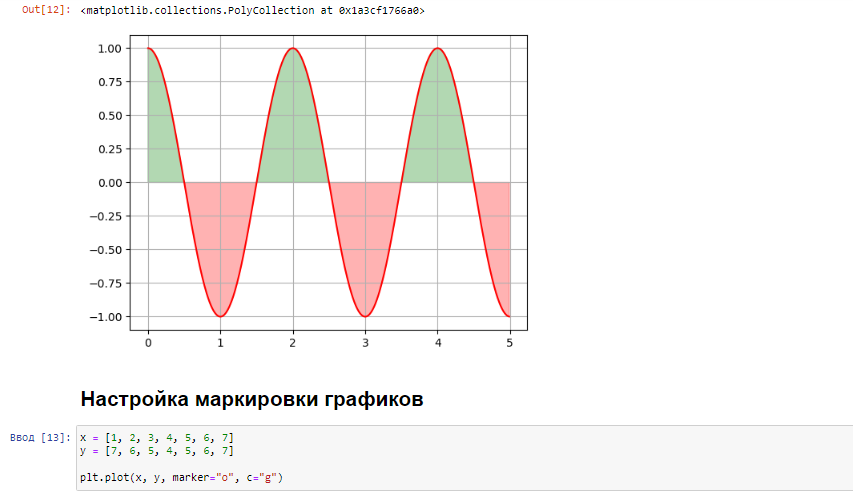 Out[12]: <matplotlib.collections.PolyCollection at 0x1a3cf1766a0>
1.00
0.75
0.50
0.25
0.00
−0.25
−0.50
−0.75
−1.00
0 1 2 3 4 5
Настройка маркировки графиков
Ввод [13]: x = [1, 2, 3, 4, 5, 6, 7]
y = [7, 6, 5, 4, 5, 6, 7]
plt.plot(x, y, marker="o", c="g")